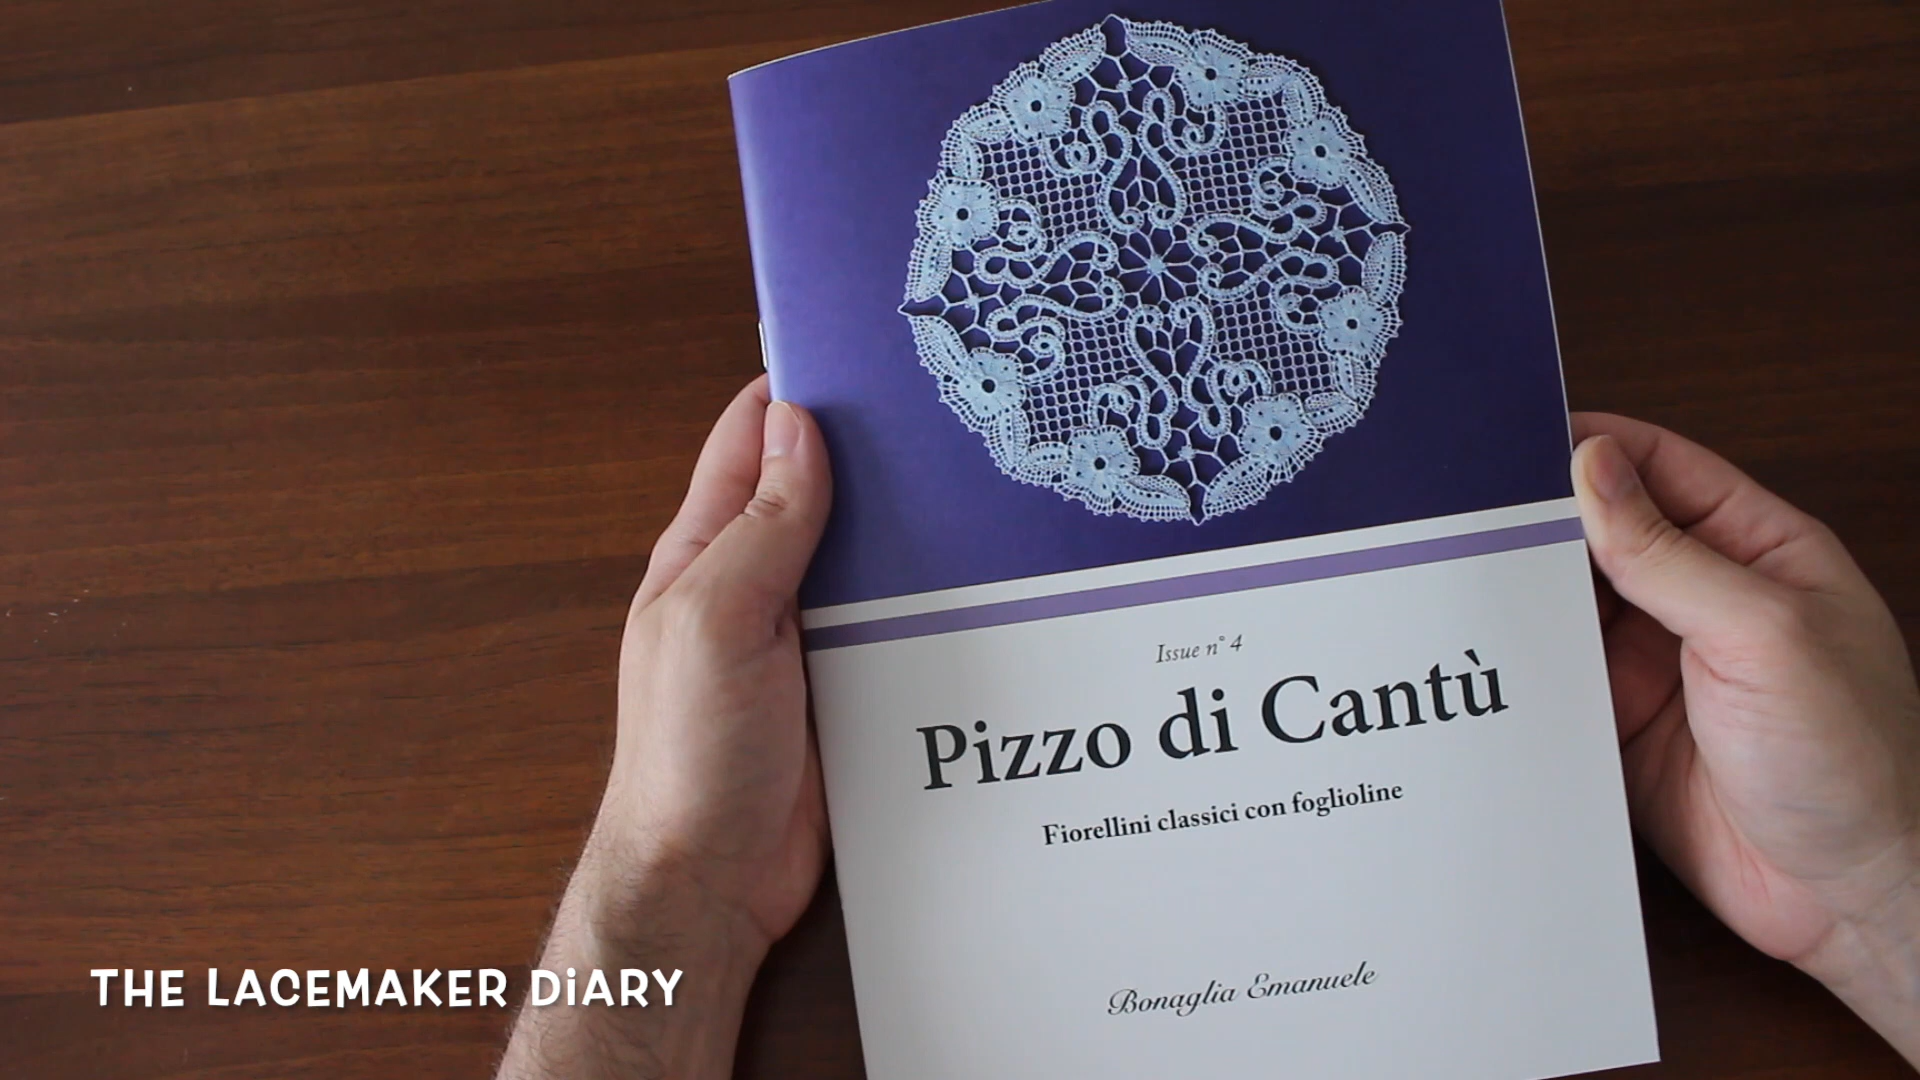 Issue n° 4
Pizzo di Cantù
Fiorellini classici con foglioline
Bonaglia Emanuele
THE LACEMAKER DiARY